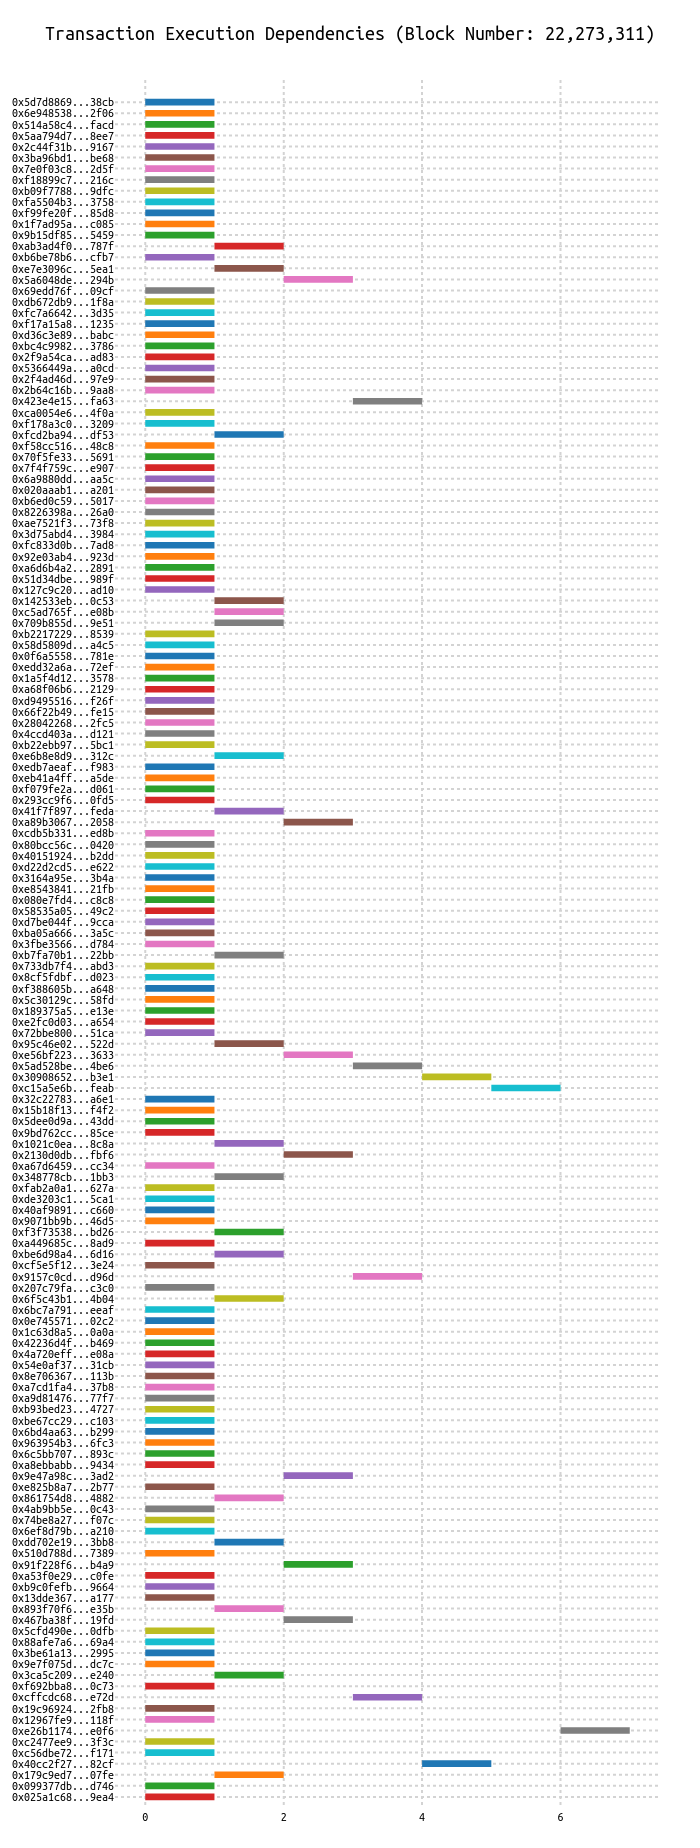 Transaction Execution Dependencies (Block Number: 22,273,311)
0x5d7d8869...38cb
0x6e948538...2f06
0x514a58c4...facd
0x5aa794d7...8ee7
0x2c44f31b...9167
0x3ba96bd1...be68
0x7e0f03c8...2d5f
0xf18899c7...216c
0xb09f7788...9dfc
0xfa5504b3...3758
0xf99fe20f...85d8
0x1f7ad95a...c085
0x9b15df85...5459
0xab3ad4f0...787f
0xb6be78b6...cfb7
0xe7e3096c...5ea1
0x5a6048de...294b
0x69edd76f...09cf
0xdb672db9...1f8a
0xfc7a6642...3d35
0xf17a15a8...1235
0xd36c3e89...babc
0xbc4c9982...3786
0x2f9a54ca...ad83
0x5366449a...a0cd
0x2f4ad46d...97e9
0x2b64c16b...9aa8
0x423e4e15...fa63
0xca0054e6...4f0a
0xf178a3c0...3209
0xfcd2ba94...df53
0xf58cc516...48c8
0x70f5fe33...5691
0x7f4f759c...e907
0x6a9880dd...aa5c
0x020aaab1...a201
0xb6ed0c59...5017
0x8226398a...26a0
0xae7521f3...73f8
0x3d75abd4...3984
0xfc833d0b...7ad8
0x92e03ab4...923d
0xa6d6b4a2...2891
0x51d34dbe...989f
0x127c9c20...ad10
0x142533eb...0c53
0xc5ad765f...e08b
0x709b855d...9e51
0xb2217229...8539
0x58d5809d...a4c5
0x0f6a5558...781e
0xedd32a6a...72ef
0x1a5f4d12...3578
0xa68f06b6...2129
0xd9495516...f26f
0x66f22b49...fe15
0x28042268...2fc5
0x4ccd403a...d121
0xb22ebb97...5bc1
0xe6b8e8d9...312c
0xedb7aeaf...f983
0xeb41a4ff...a5de
0xf079fe2a...d061
0x293cc9f6...0fd5
0x41f7f897...feda
0xa89b3067...2058
0xcdb5b331...ed8b
0x80bcc56c...0420
0x40151924...b2dd
0xd22d2cd5...e622
0x3164a95e...3b4a
0xe8543841...21fb
0x080e7fd4...c8c8
0x58535a05...49c2
0xd7be044f...9cca
0xba05a666...3a5c
0x3fbe3566...d784
0xb7fa70b1...22bb
0x733db7f4...abd3
0x8cf5fdbf...d023
0xf388605b...a648
0x5c30129c...58fd
0x189375a5...e13e
0xe2fc0d03...a654
0x72bbe800...51ca
0x95c46e02...522d
0xe56bf223...3633
0x5ad528be...4be6
0x30908652...b3e1
0xc15a5e6b...feab
0x32c22783...a6e1
0x15b18f13...f4f2
0x5dee0d9a...43dd
0x9bd762cc...85ce
0x1021c0ea...8c8a
0x2130d0db...fbf6
0xa67d6459...cc34
0x348778cb...1bb3
0xfab2a0a1...627a
0xde3203c1...5ca1
0x40af9891...c660
0x9071bb9b...46d5
0xf3f73538...bd26
0xa449685c...8ad9
0xbe6d98a4...6d16
0xcf5e5f12...3e24
0x9157c0cd...d96d
0x207c79fa...c3c0
0x6f5c43b1...4b04
0x6bc7a791...eeaf
0x0e745571...02c2
0x1c63d8a5...0a0a
0x42236d4f...b469
0x4a720eff...e08a
0x54e0af37...31cb
0x8e706367...113b
0xa7cd1fa4...37b8
0xa9d81476...77f7
0xb93bed23...4727
0xbe67cc29...c103
0x6bd4aa63...b299
0x963954b3...6fc3
0x6c5bb707...893c
0xa8ebbabb...9434
0x9e47a98c...3ad2
0xe825b8a7...2b77
0x861754d8...4882
0x4ab9bb5e...0c43
0x74be8a27...f07c
0x6ef8d79b...a210
0xdd702e19...3bb8
0x510d788d...7389
0x91f228f6...b4a9
0xa53f0e29...c0fe
0xb9c0fefb...9664
0x13dde367...a177
0x893f70f6...e35b
0x467ba38f...19fd
0x5cfd490e...0dfb
0x88afe7a6...69a4
0x3be61a13...2995
0x9e7f075d...dc7c
0x3ca5c209...e240
0xf692bba8...0c73
0xcffcdc68...e72d
0x19c96924...2fb8
0x12967fe9...118f
0xe26b1174...e0f6
0xc2477ee9...3f3c
0xc56dbe72...f171
0x40cc2f27...82cf
0x179c9ed7...07fe
0x099377db...d746
0x025a1c68...9ea4
0 2 4 6